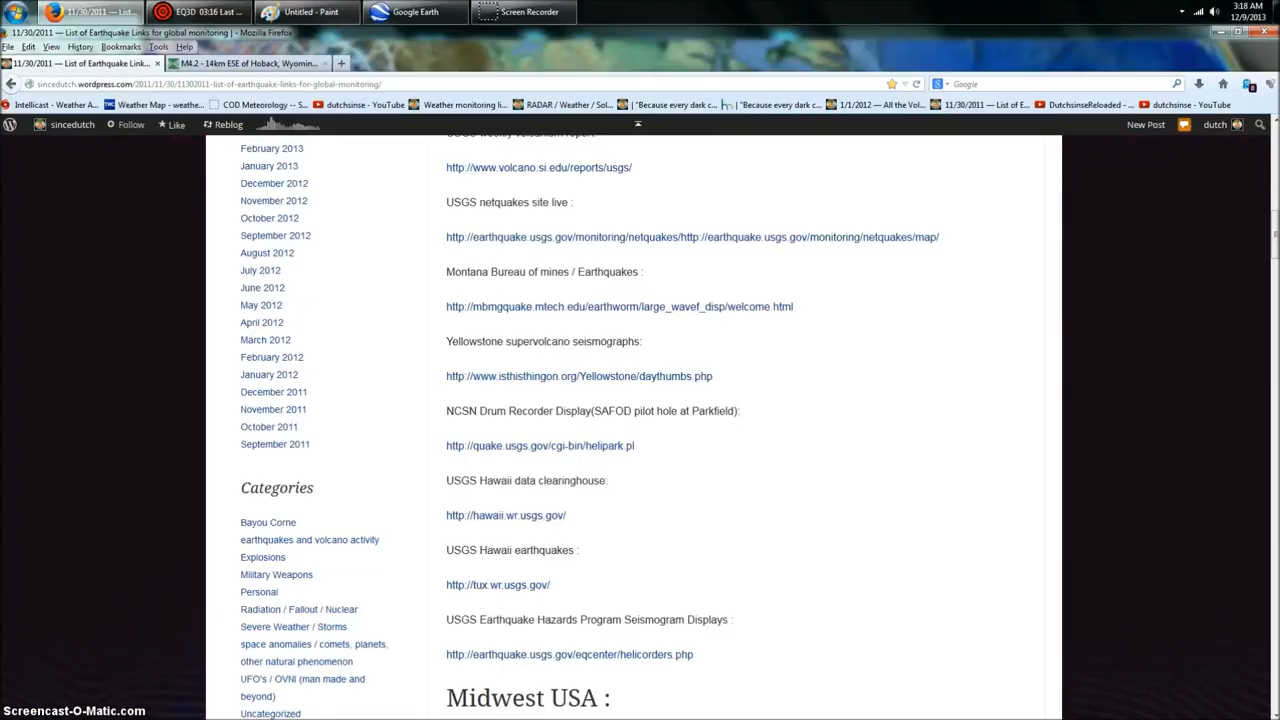 11/30/2011 — List...
EQ3D 03:16 Last ...
Untitled - Paint
Google Earth
Screen Recorder
3:18 AM
12/9/2013
11/30/2011 — List of Earthquake Links for global monitoring | - Mozilla Firefox
File Edit View History Bookmarks Tools Help
11/30/2011 — List of Earthquake Link... × M4.2 - 14km ESE of Hoback, Wyomin... +
sincedutch.wordpress.com/2011/11/30/11302011-list-of-earthquake-links-for-global-monitoring/
Google
8
Intellicast - Weather A... Weather Map - weathe... COD Meteorology -- S... dutchsinse - YouTube Weather monitoring li... RADAR / Weather / Sol... | "Because every dark c... | "Because every dark c... 1/1/2012 — All the Vol... 11/30/2011 — List of E... DutchsinseReloaded - ... dutchsinse - YouTube
sincedutch + Follow Like Reblog New Post dutch
USGS weekly volcanism report:
February 2013
http://www.volcano.si.edu/reports/usgs/
January 2013
December 2012
November 2012
USGS netquakes site live :
October 2012
September 2012
http://earthquake.usgs.gov/monitoring/netquakes/http://earthquake.usgs.gov/monitoring/netquakes/map/
August 2012
July 2012
Montana Bureau of mines / Earthquakes :
June 2012
May 2012
http://mbmgquake.mtech.edu/earthworm/large_wavef_disp/welcome.html
April 2012
March 2012
Yellowstone supervolcano seismographs:
February 2012
January 2012
http://www.isthisthingon.org/Yellowstone/daythumbs.php
December 2011
November 2011
NCSN Drum Recorder Display(SAFOD pilot hole at Parkfield):
October 2011
September 2011
http://quake.usgs.gov/cgi-bin/helipark.pl
Categories
USGS Hawaii data clearinghouse:
http://hawaii.wr.usgs.gov/
Bayou Corne
earthquakes and volcano activity
USGS Hawaii earthquakes :
Explosions
Military Weapons
http://tux.wr.usgs.gov/
Personal
Radiation / Fallout / Nuclear
USGS Earthquake Hazards Program Seismogram Displays :
Severe Weather / Storms
space anomalies / comets, planets,
other natural phenomenon
http://earthquake.usgs.gov/eqcenter/helicorders.php
UFO's / OVNI (man made and
beyond)
Midwest USA :
Uncategorized
Screencast-O-Matic.com